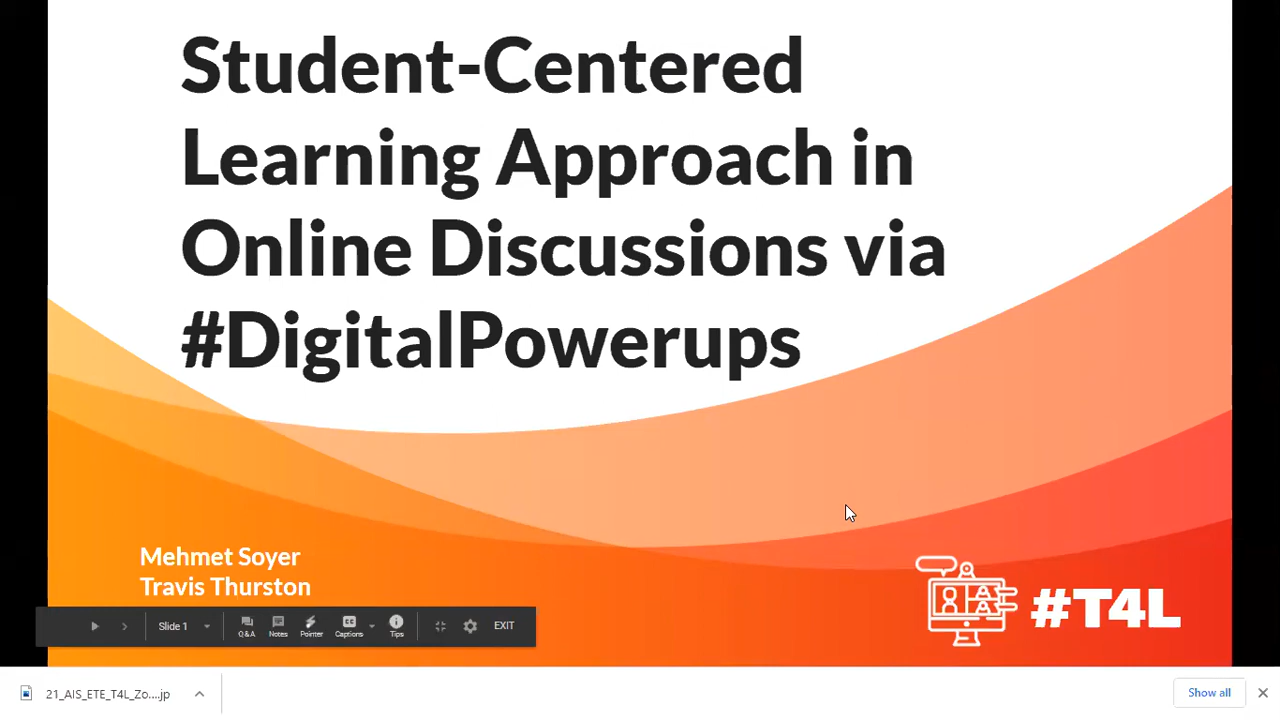 Student-Centered
Learning Approach in
Online Discussions via
#DigitalPowerups
Mehmet Soyer
Travis Thurston
#T4L
Slide 1
Q&A
Notes
Pointer
Captions
Tips
EXIT
21_AIS_ETE_T4L_Zo....jp
Show all